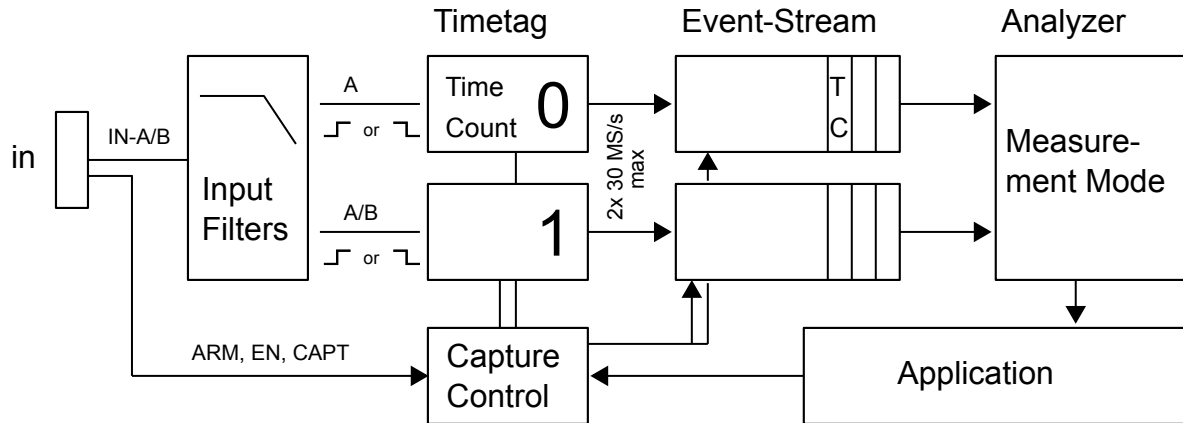 Timetag
Event-Stream
Analyzer
A
or
Time
Count
0
T
C
in
IN-A/B
Input
Filters
2x 30 MS/s
max
Measure-
ment Mode
A/B
or
1
ARM, EN, CAPT
Capture
Control
Application